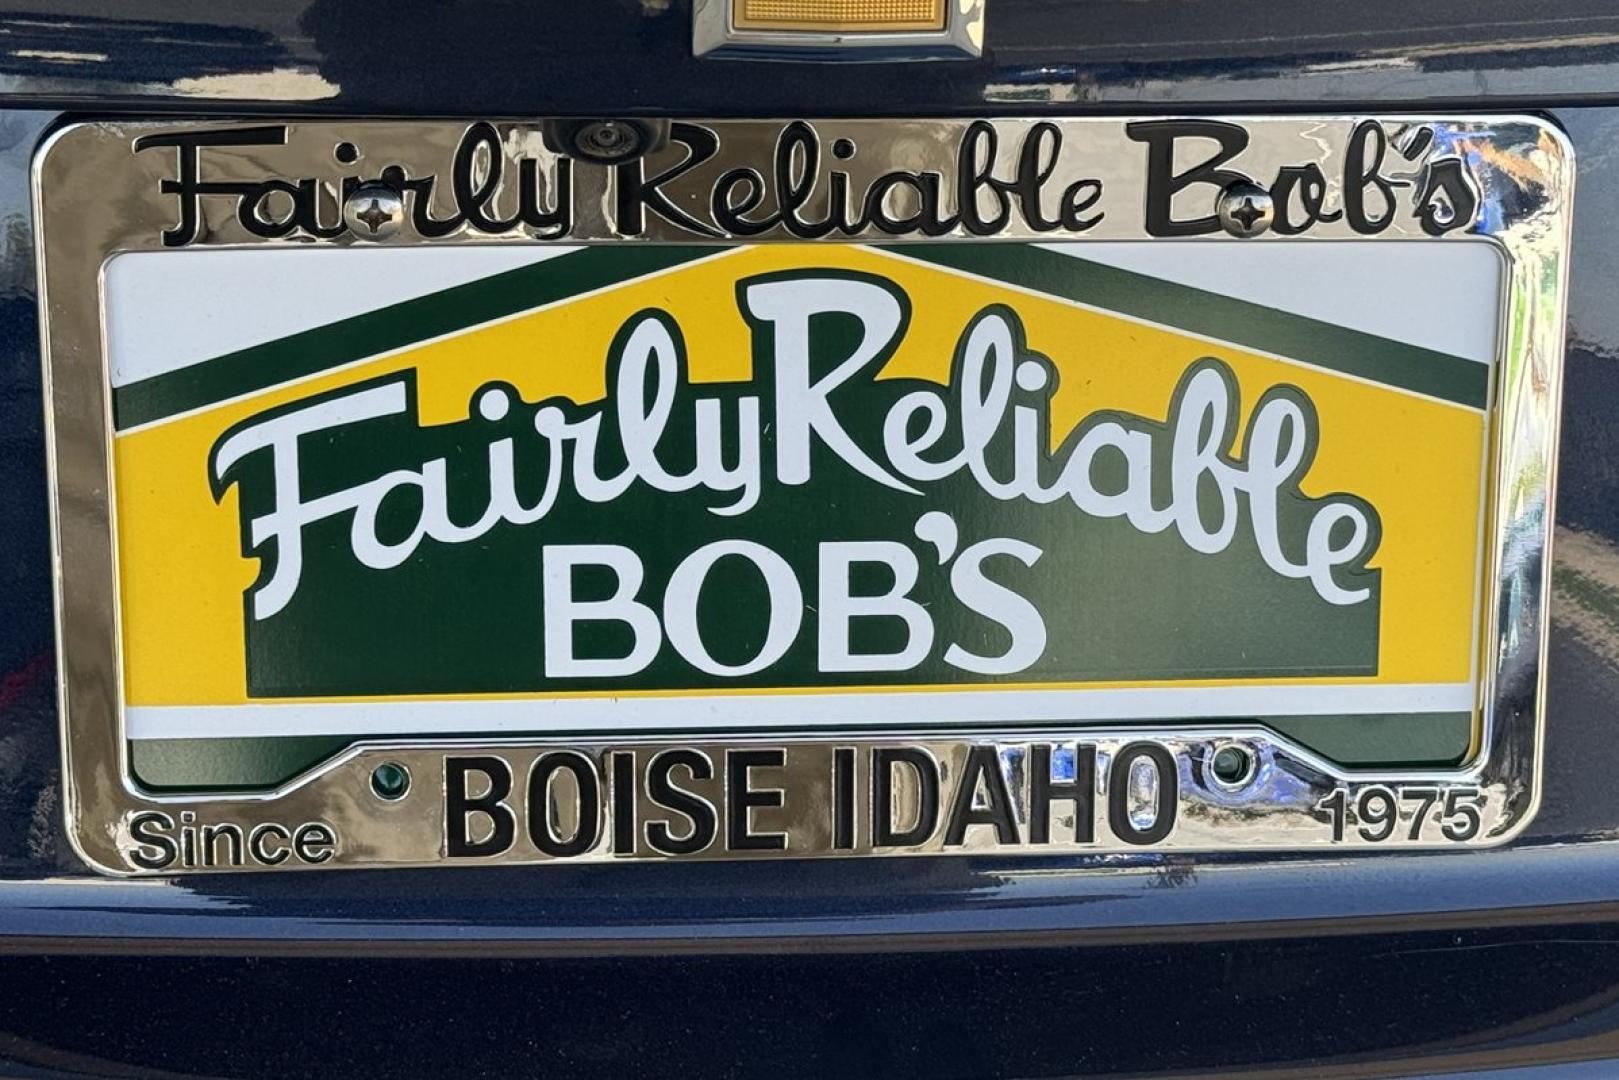 Fairly Reliable Bob's
Fairly Reliable
BOB'S
Since BOISE IDAHO 1975